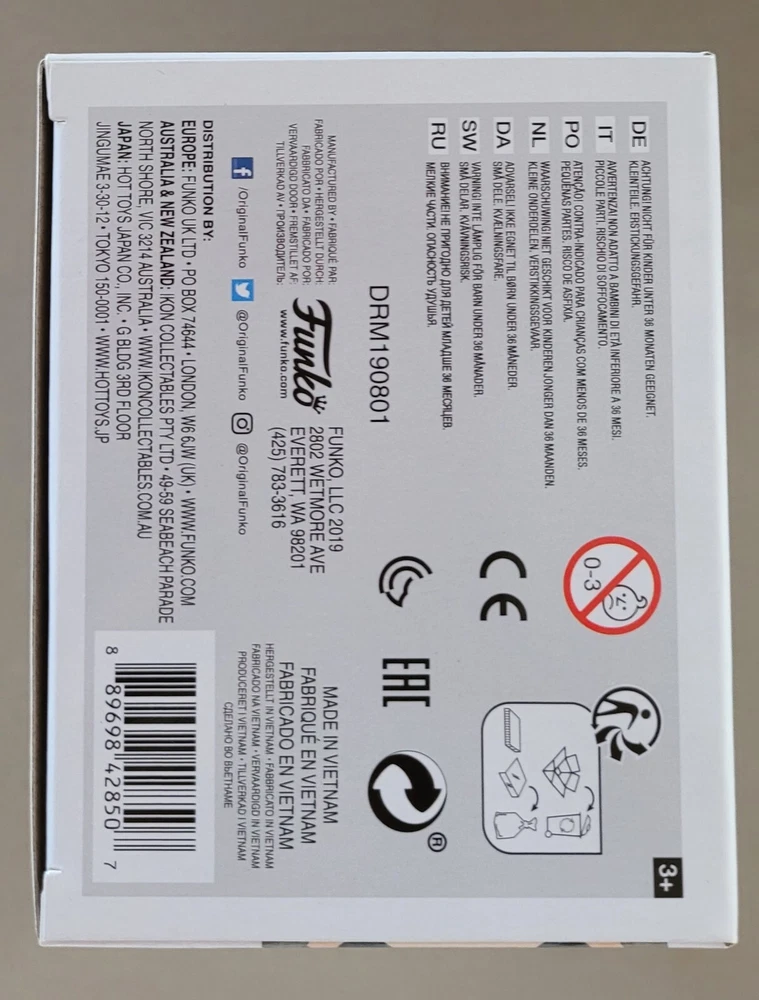 DE ACHTUNG! NICHT FÜR KINDER UNTER 36 MONATEN GEEIGNET.
KLEINTEILE. ERSTICKUNGSGEFAHR.
IT AVVERTENZA! NON ADATTO A BAMBINI DI ETÀ INFERIORE A 36 MESI.
PICCOLE PARTI. RISCHIO DI SOFFOCAMENTO.
PO ATENÇÃO! CONTRA-INDICADO PARA CRIANÇAS COM MENOS DE 36 MESES.
PEQUENAS PARTES. RISCO DE ASFIXIA.
NL WAARSCHUWING! NIET GESCHIKT VOOR KINDEREN JONGER DAN 36 MAANDEN.
KLEINE ONDERDELEN. VERSTIKKINGSGEVAAR.
DA ADVARSEL! IKKE EGNET TIL BØRN UNDER 36 MÅNEDER.
SMÅ DELE. KVÆLNINGSFARE.
SW VARNING! INTE LÄMPLIG FÖR BARN UNDER 36 MÅNADER.
SMÅ DELAR. KVÄVNINGSRISK.
RU ВНИМАНИЕ! НЕ ПРИГОДНО ДЛЯ ДЕТЕЙ МЛАДШЕ 36 МЕСЯЦЕВ.
МЕЛКИЕ ЧАСТИ. ОПАСНОСТЬ УДУШЬЯ.
0-3
3+
CE
DRM190801
EAC
®
MANUFACTURED BY • FABRIQUÉ PAR:
FABRICADO POR • HERGESTELLT DURCH:
FABBRICATO DA • FABRICADO POR:
VERVAARDIGD DOOR • FREMSTILLET AF:
TILLVERKAD AV • ПРОИЗВОДИТЕЛЬ:
Funko
www.funko.com
FUNKO, LLC 2019
2802 WETMORE AVE
EVERETT, WA 98201
(425) 783-3616
MADE IN VIETNAM
FABRIQUÉ EN VIETNAM
FABRICADO EN VIETNAM
HERGESTELLT IN VIETNAM • FABBRICATO IN VIETNAM
FABRICADO NA VIETNAM • VERVAARDIGD IN VIETNAM
PRODUCERET I VIETNAM • TILLVERKAD I VIETNAM
СДЕЛАНО ВО ВЬЕТНАМЕ
f /OriginalFunko @OriginalFunko @OriginalFunko
DISTRIBUTION BY:
EUROPE: FUNKO UK LTD • PO BOX 74644 • LONDON, W6 6JW (UK) • WWW.FUNKO.COM
AUSTRALIA & NEW ZEALAND: IKON COLLECTABLES PTY LTD • 49-59 SEABEACH PARADE
NORTH SHORE, VIC 3214 AUSTRALIA • WWW.IKONCOLLECTABLES.COM.AU
JAPAN: HOT TOYS JAPAN CO., INC. • G BLDG 3RD FLOOR
JINGUMAE 3-30-12 • TOKYO 150-0001 • WWW.HOTTOYS.JP
8 89698 42850 7